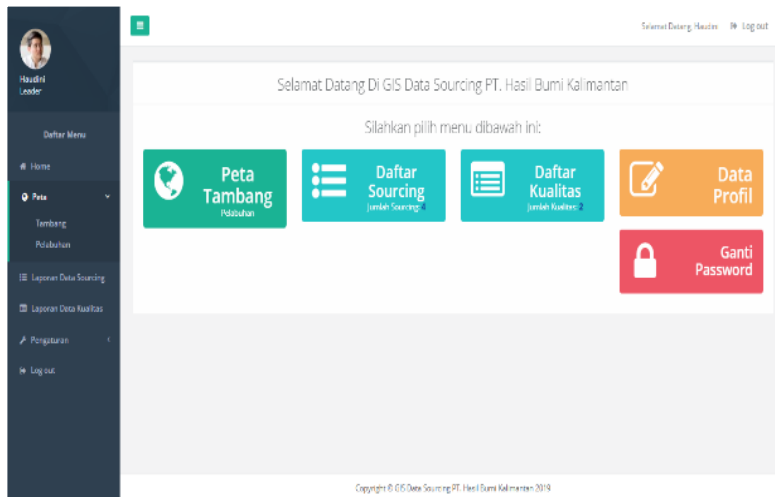 Haudini
Leader
Daftar Menu
Home
Peta
Tambang
Pelabuhan
Laporan Data Sourcing
Laporan Data Kualitas
Pengaturan
Log out
Selamat Datang, Haudini
Log out
Selamat Datang Di GIS Data Sourcing PT. Hasil Bumi Kalimantan
Silahkan pilih menu dibawah ini:
Peta
Tambang
Pelabuhan
Daftar
Sourcing
Jumlah Sourcing: 4
Daftar
Kualitas
Jumlah Kualitas: 2
Data
Profil
Ganti
Password
Copyright © GIS Data Sourcing PT. Hasil Bumi Kalimantan 2019